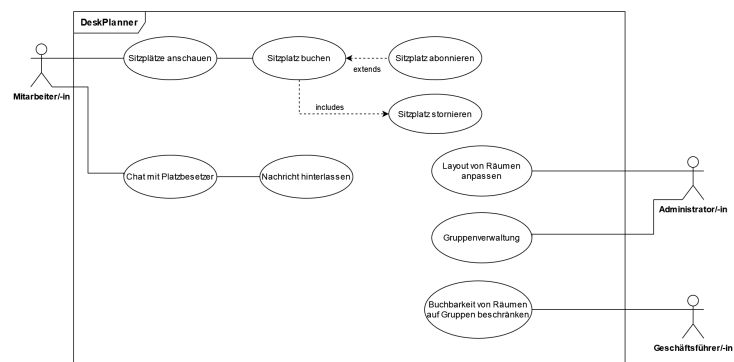 DeskPlanner
Sitzplätze anschauen
Sitzplatz buchen
Sitzplatz abonnieren
extends
Mitarbeiter/-in
includes
Sitzplatz stornieren
Chat mit Platzbesetzer
Nachricht hinterlassen
Layout von Räumen
anpassen
Administrator/-in
Gruppenverwaltung
Buchbarkeit von Räumen
auf Gruppen beschränken
Geschäftsführer/-in